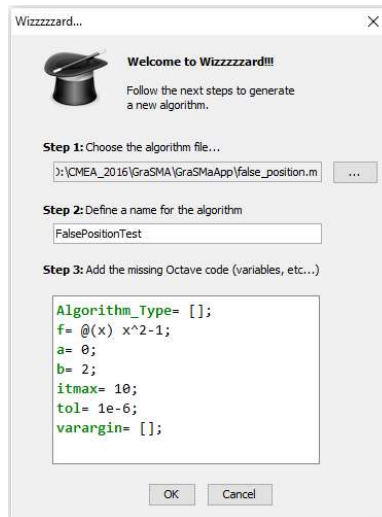 Wizzzzzard...
Welcome to Wizzzzzard!!!
Follow the next steps to generate
a new algorithm.
Step 1: Choose the algorithm file...
):\CMEA_2016\GraSMA\GraSMaApp\false_position.m
...
Step 2: Define a name for the algorithm
FalsePositionTest
Step 3: Add the missing Octave code (variables, etc...)
Algorithm_Type= [];
f= @(x) x^2-1;
a= 0;
b= 2;
itmax= 10;
tol= 1e-6;
varargin= [];
OK Cancel